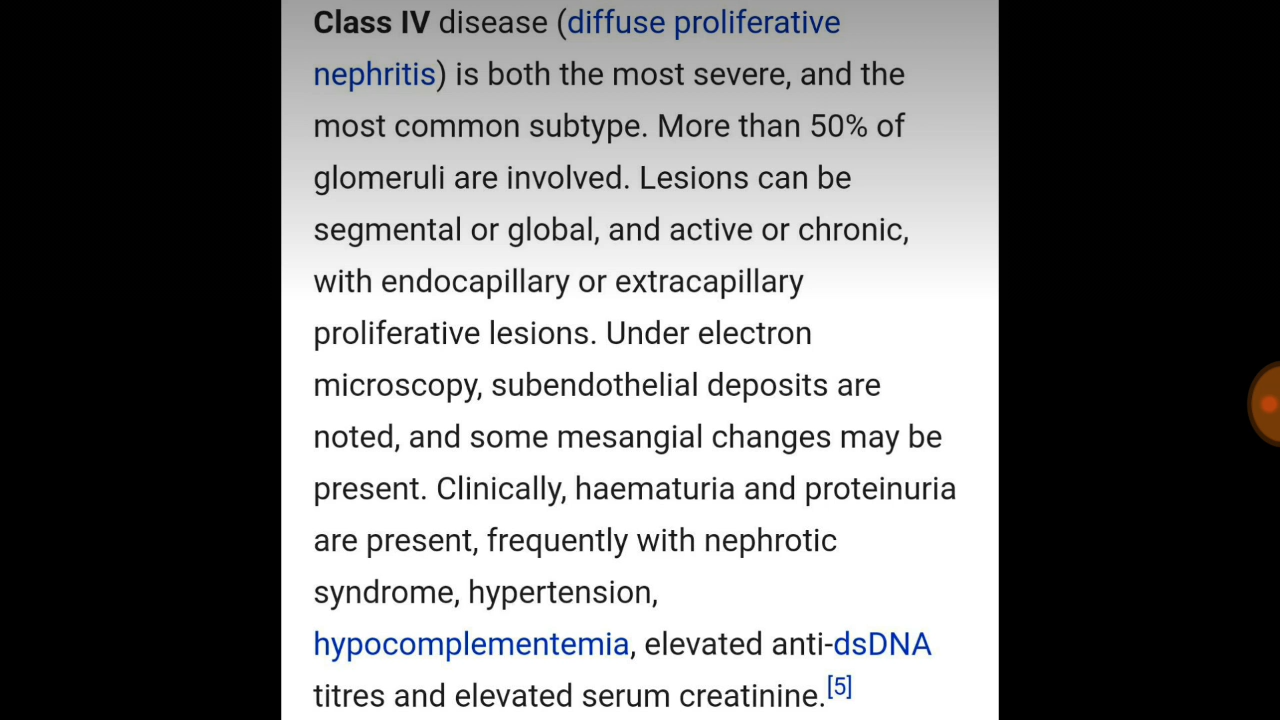 Class IV disease (diffuse proliferative
nephritis) is both the most severe, and the
most common subtype. More than 50% of
glomeruli are involved. Lesions can be
segmental or global, and active or chronic,
with endocapillary or extracapillary
proliferative lesions. Under electron
microscopy, subendothelial deposits are
noted, and some mesangial changes may be
present. Clinically, haematuria and proteinuria
are present, frequently with nephrotic
syndrome, hypertension,
hypocomplementemia, elevated anti-dsDNA
titres and elevated serum creatinine.[5]